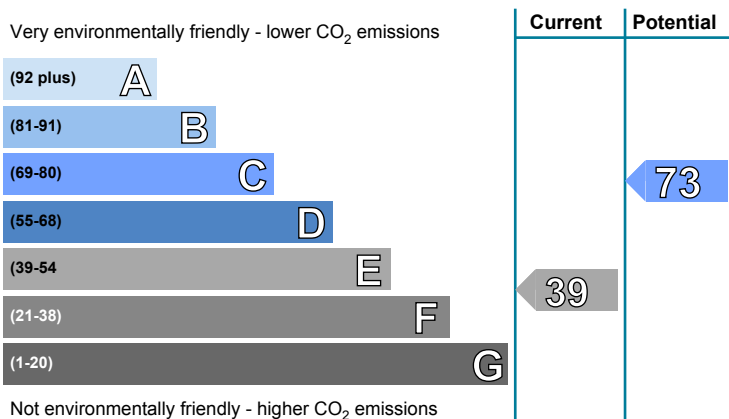 Current Potential
Very environmentally friendly - lower CO2 emissions
(92 plus) A
(81-91) B
(69-80) C
73
(55-68) D
(39-54 E
39
(21-38) F
(1-20) G
Not environmentally friendly - higher CO2 emissions